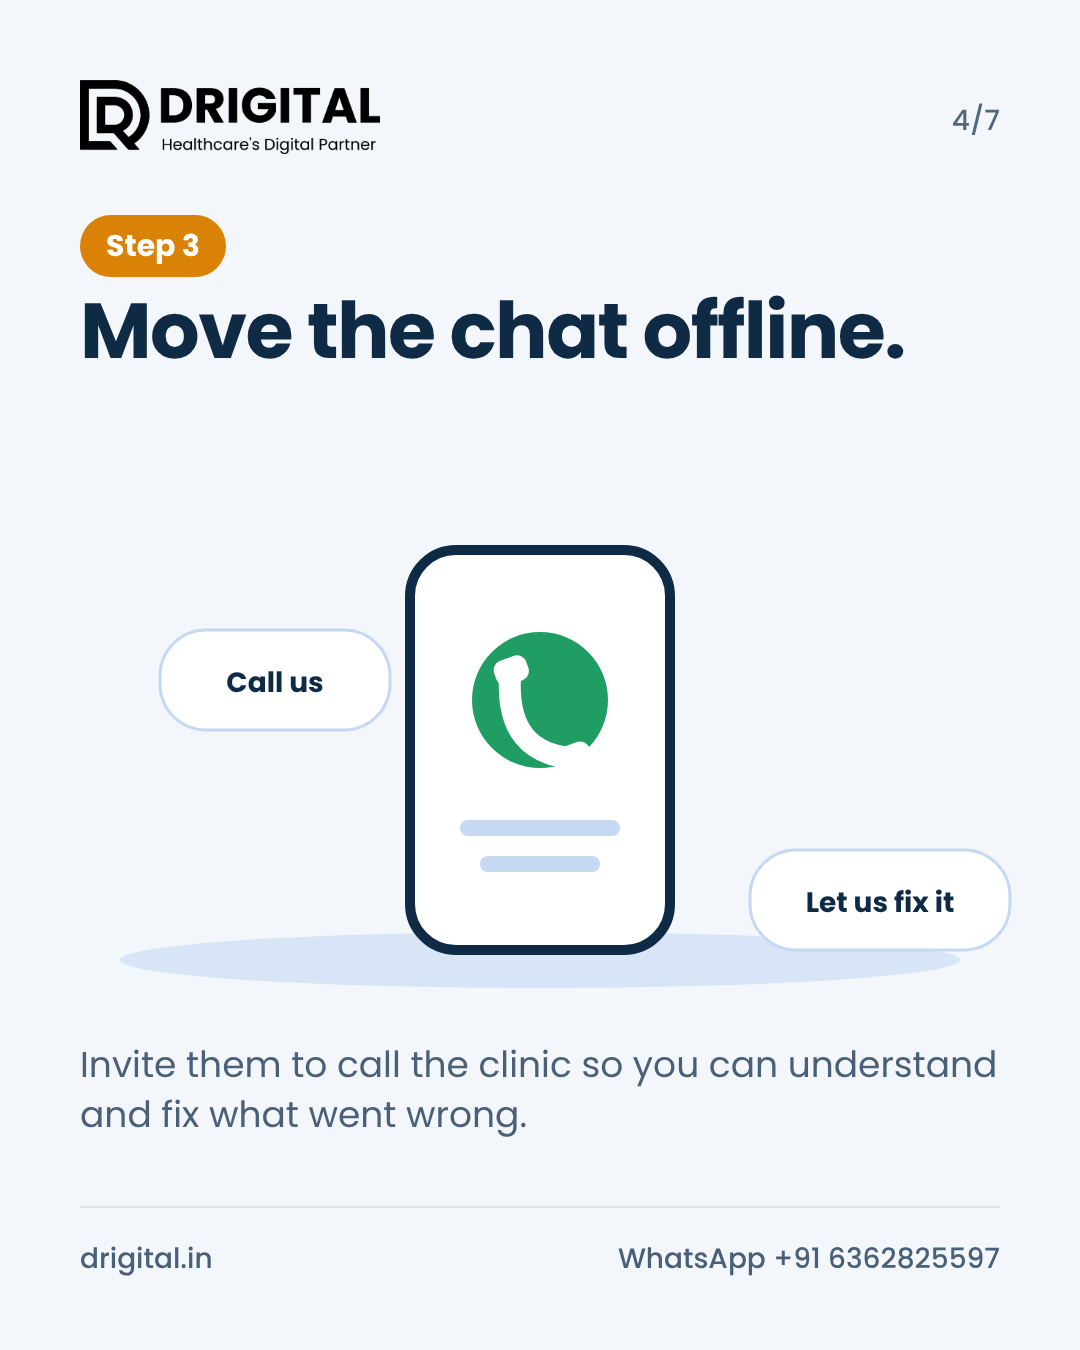 DRIGITAL
Healthcare's Digital Partner
4/7
Step 3
Move the chat offline.
Call us
Let us fix it
Invite them to call the clinic so you can understand
and fix what went wrong.
drigital.in
WhatsApp +91 6362825597